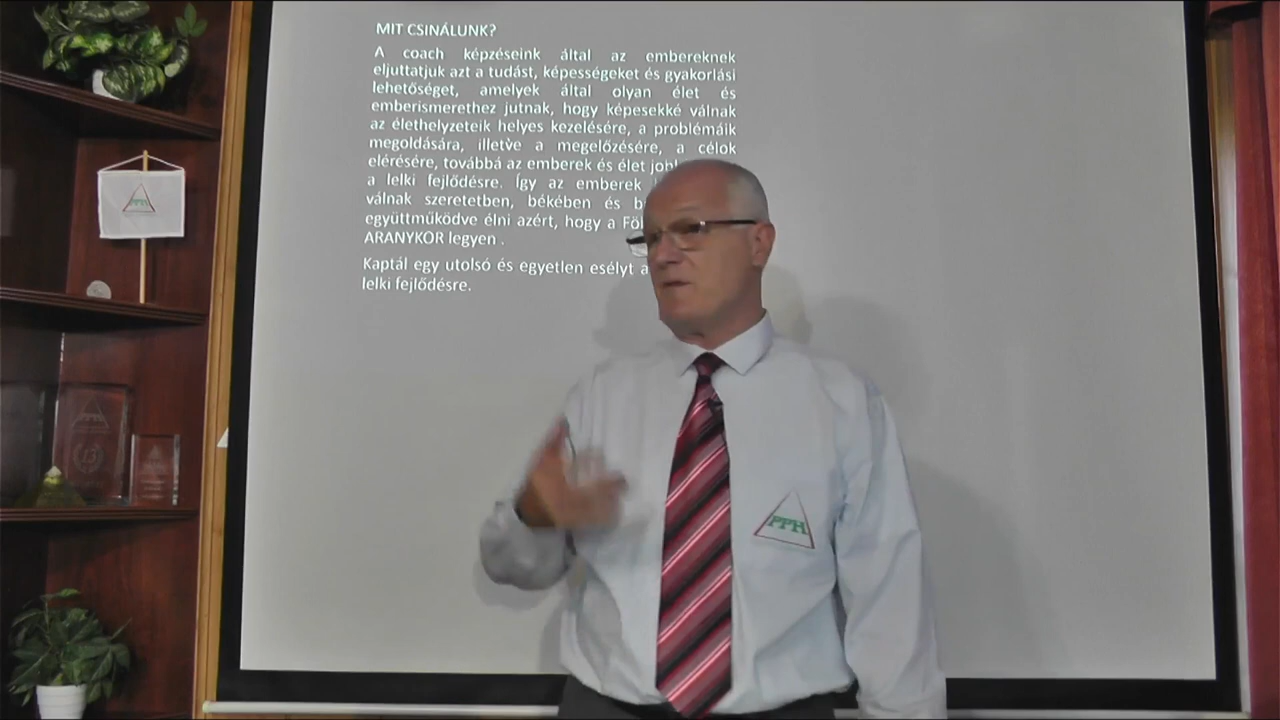 MIT CSINÁLUNK?
A coach képzéseink által az embereknek
eljuttatjuk azt a tudást, képességeket és gyakorlási
lehetőséget, amelyek által olyan élet és
emberismerethez jutnak, hogy képesekké válnak
az élethelyzeteik helyes kezelésére, a problémáik
megoldására, illetve a megelőzésére, a célok
elérésére, továbbá az emberek és élet
a lelki fejlődésre. Így az emberek
válnak szeretetben, békében és
együttműködve élni azért, hogy a
ARANYKOR legyen .
Kaptál egy utolsó és egyetlen esélyt a
lelki fejlődésre.
PPH
PPH
PPH
13